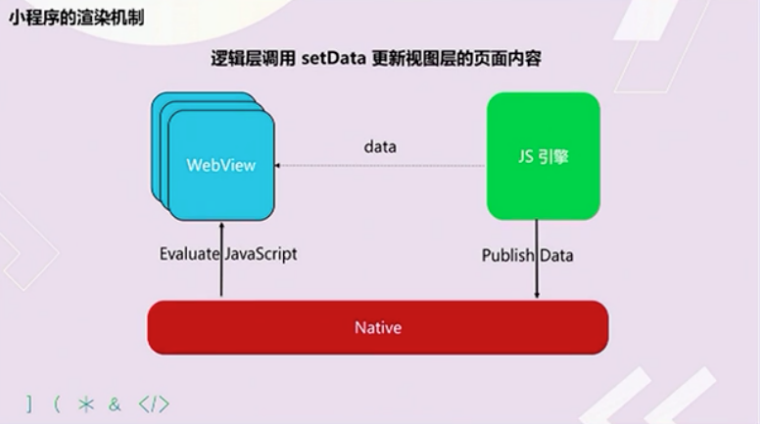 小程序的渲染机制
逻辑层调用 setData 更新视图层的页面内容
data
WebView
JS 引擎
Evaluate JavaScript
Publish Data
Native
] ( * & </>